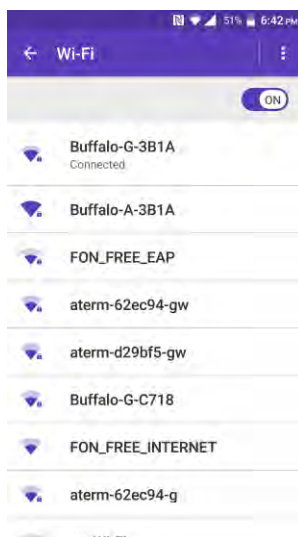 51% 6:42 PM
Wi-Fi
ON
Buffalo-G-3B1A
Connected
Buffalo-A-3B1A
FON_FREE_EAP
aterm-62ec94-gw
aterm-d29bf5-gw
Buffalo-G-C718
FON_FREE_INTERNET
aterm-62ec94-g